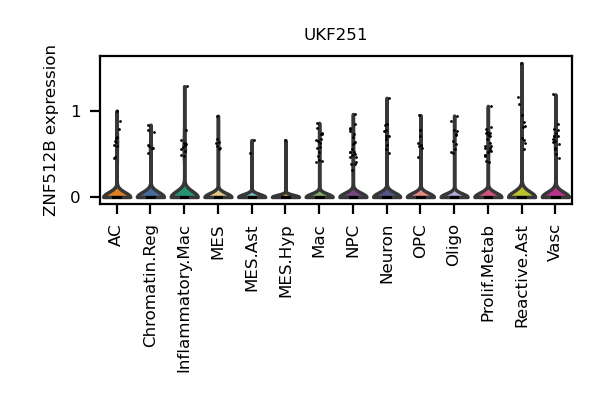 UKF251
ZNF512B expression
1
0
AC
Chromatin.Reg
Inflammatory.Mac
MES
MES.Ast
MES.Hyp
Mac
NPC
Neuron
OPC
Oligo
Prolif.Metab
Reactive.Ast
Vasc